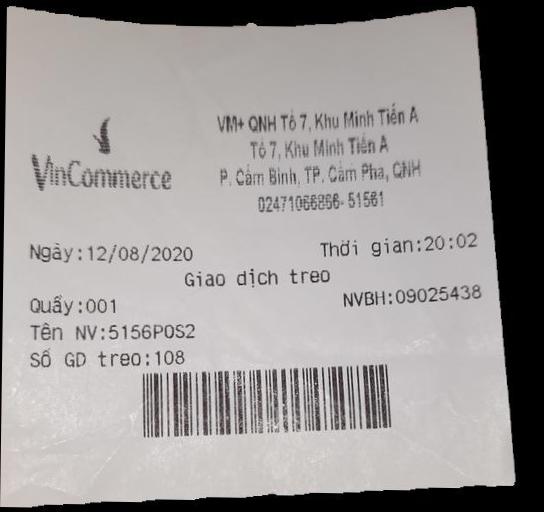 VinCommerce
VM+ QNH Tổ 7, Khu Minh Tiến A
Tổ 7, Khu Minh Tiến A
P. Cẩm Bình, TP. Cẩm Phả, QNH
02471066866-51561
Ngày:12/08/2020 Thời gian:20:02
Giao dịch treo
Quầy:001 NVBH:09025438
Tên NV:5156POS2
Số GD treo:108